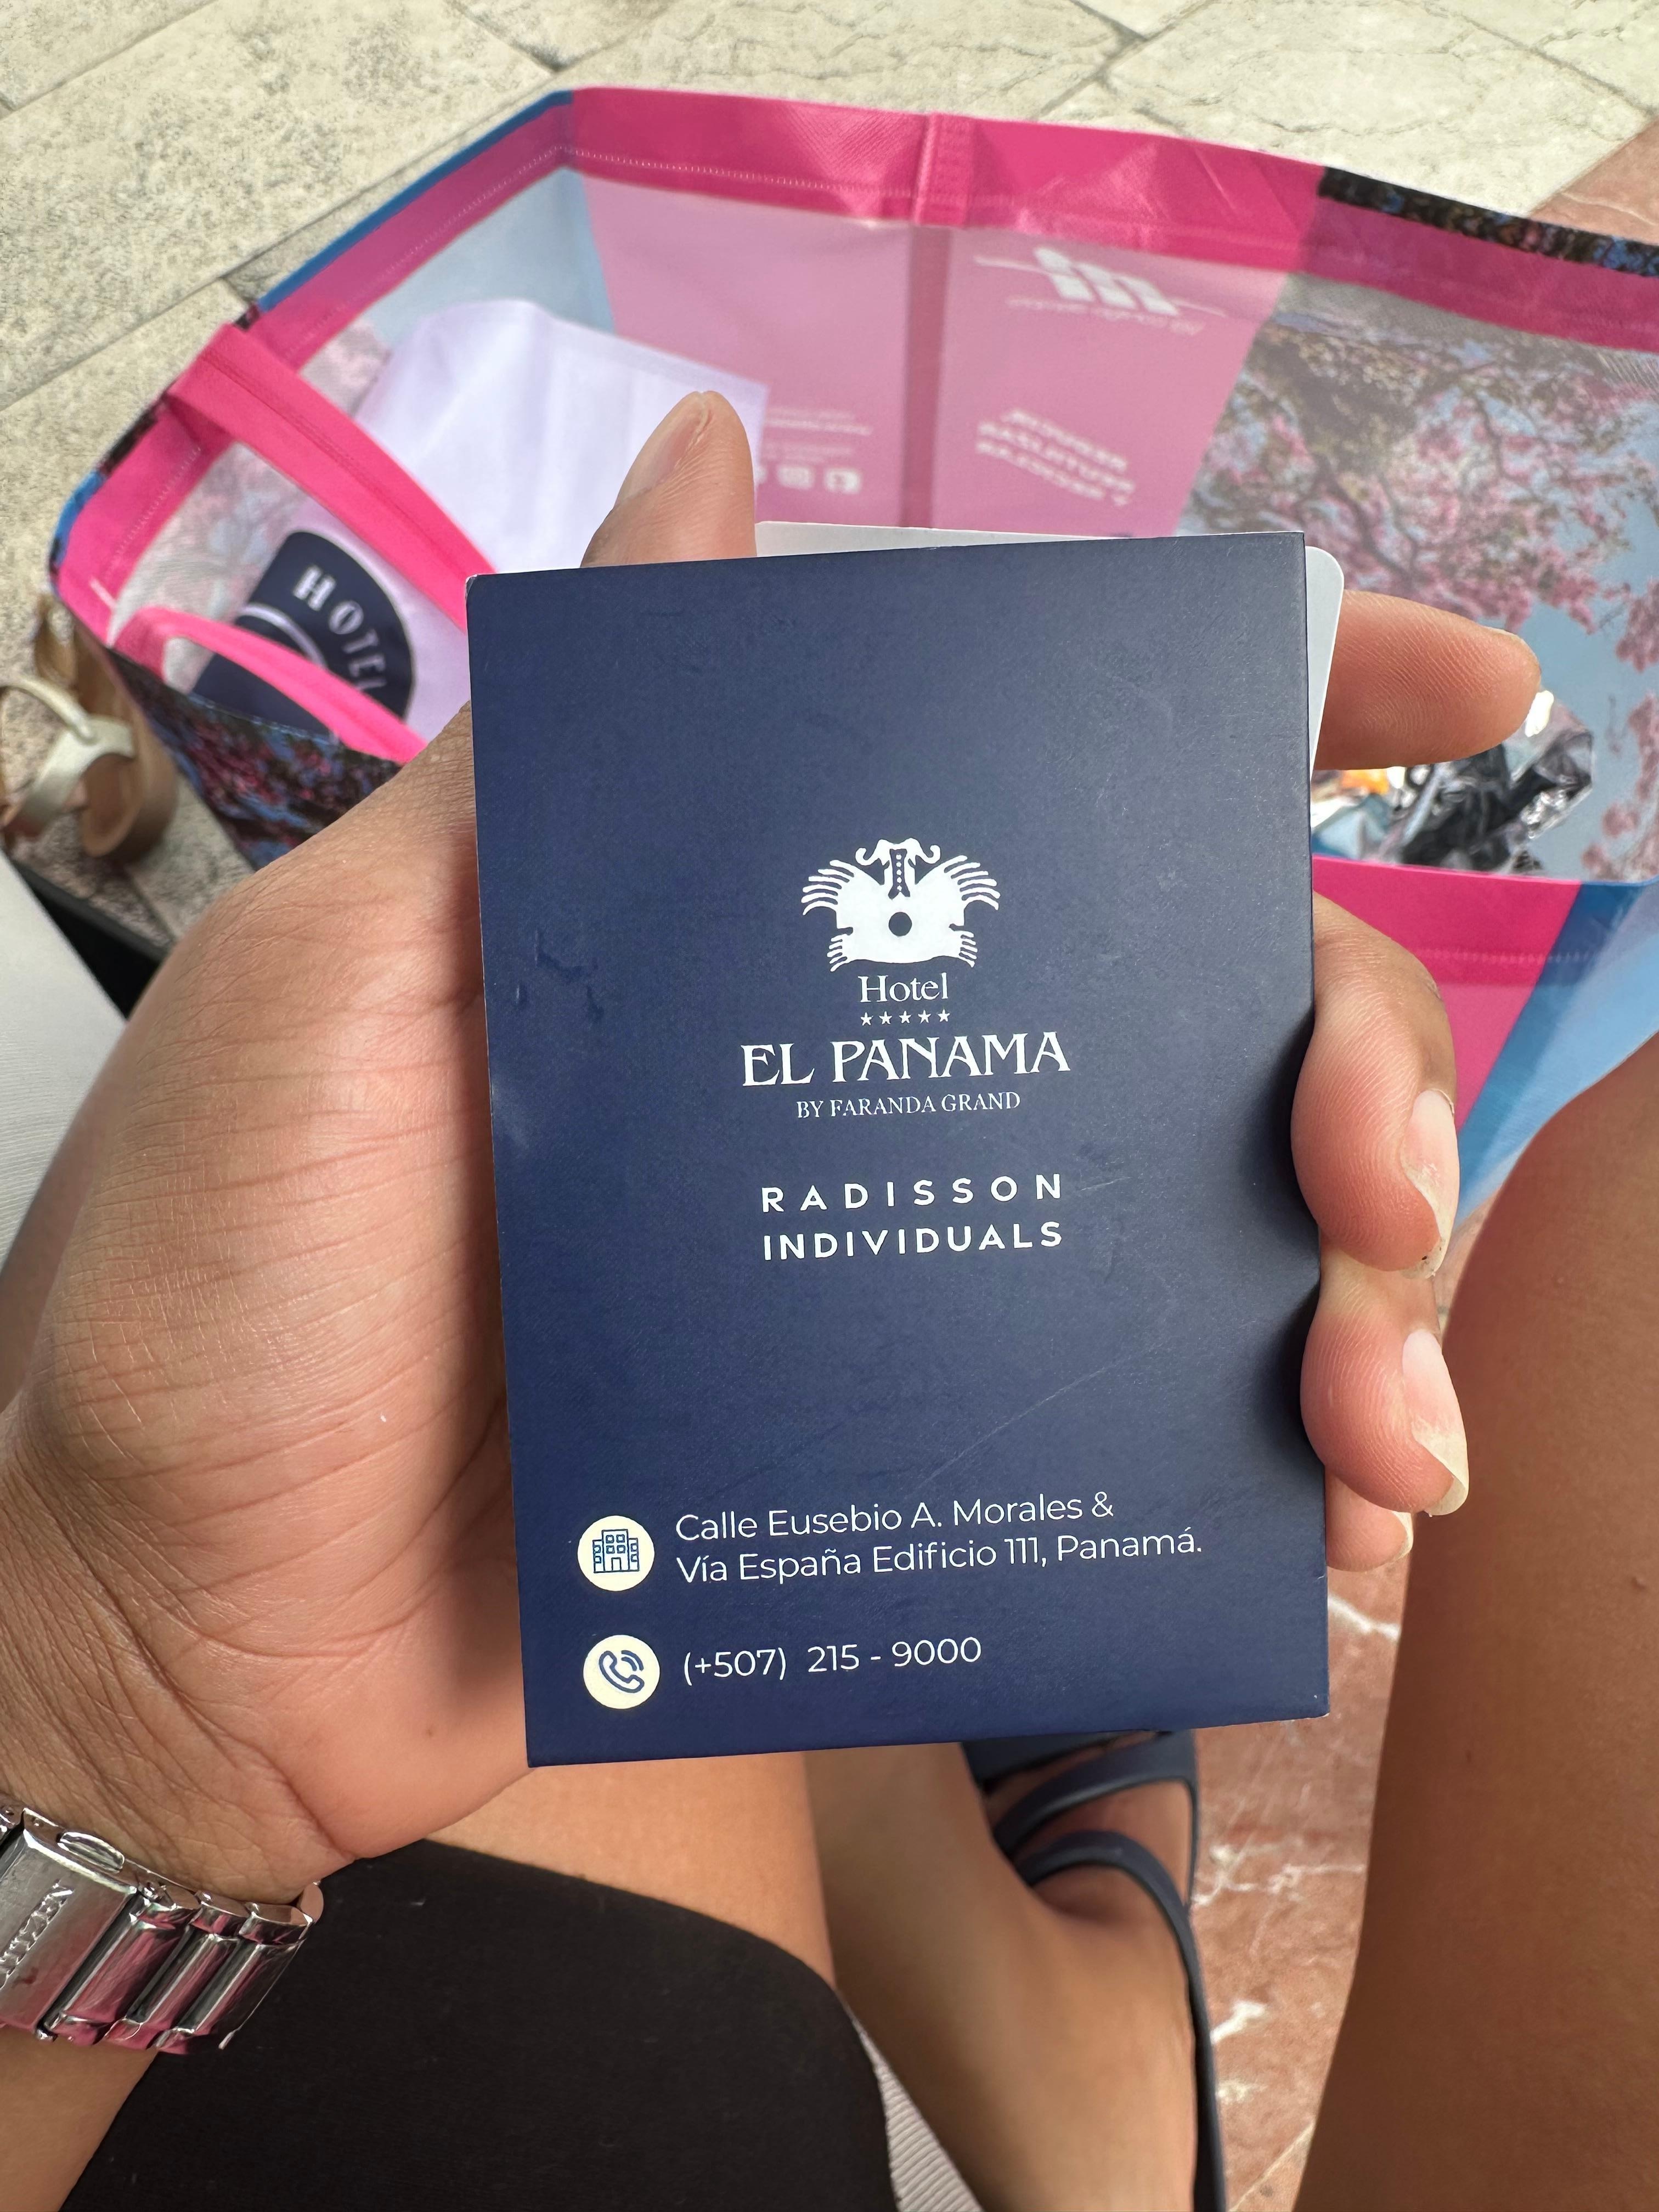 HOTEL
Hotel
EL PANAMA
BY FARANDA GRAND
RADISSON
INDIVIDUALS
Calle Eusebio A. Morales &
Vía España Edificio 111, Panamá.
(+507) 215 - 9000